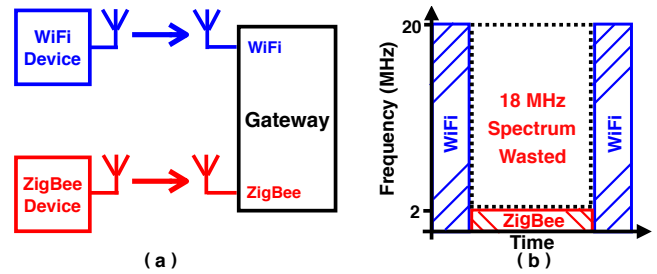 WiFi
Device
WiFi
Gateway
ZigBee
Device
ZigBee
( a )
Frequency (MHz)
20
2
WiFi
18 MHz
Spectrum
Wasted
WiFi
ZigBee
Time
( b )